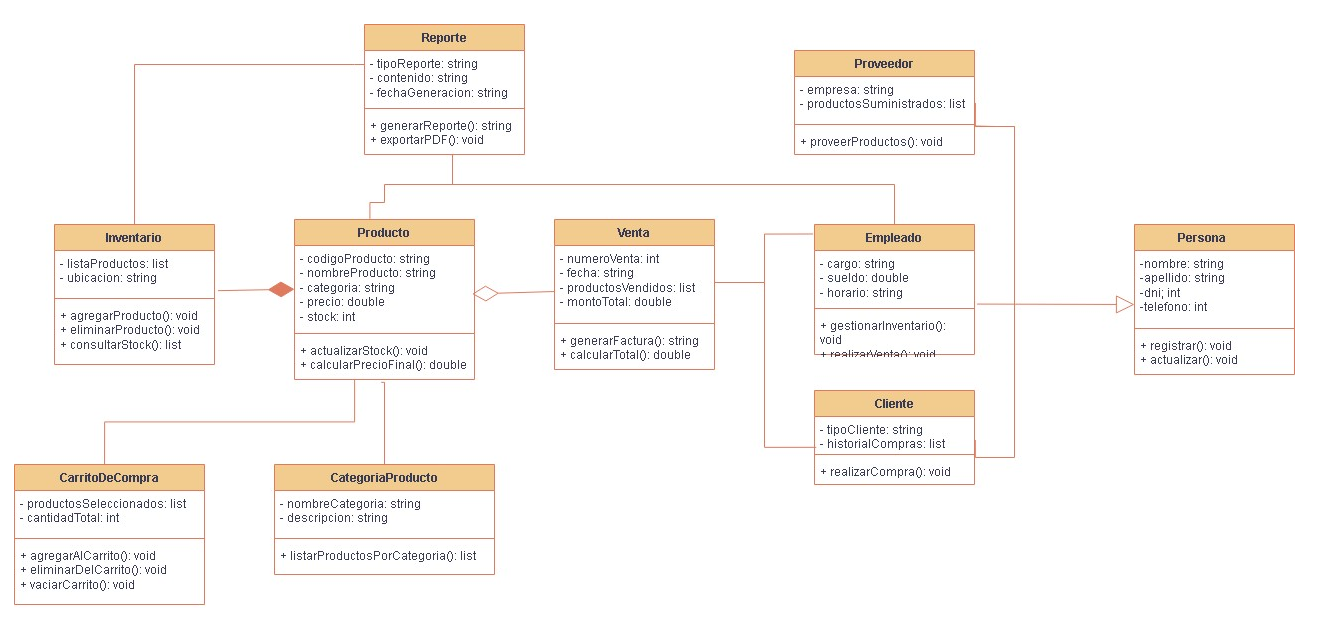 Reporte
- tipoReporte: string
- contenido: string
- fechaGeneracion: string
+ generarReporte(): string
+ exportarPDF(): void
Proveedor
- empresa: string
- productosSuministrados: list
+ proveerProductos(): void
Inventario
- listaProductos: list
- ubicacion: string
+ agregarProducto(): void
+ eliminarProducto(): void
+ consultarStock(): list
Producto
- codigoProducto: string
- nombreProducto: string
- categoria: string
- precio: double
- stock: int
+ actualizarStock(): void
+ calcularPrecioFinal(): double
Venta
- numeroVenta: int
- fecha: string
- productosVendidos: list
- montoTotal: double
+ generarFactura(): string
+ calcularTotal(): double
Empleado
- cargo: string
- sueldo: double
- horario: string
+ gestionarInventario():
void
+ realizarVenta(): void
Persona
-nombre: string
-apellido: string
-dni; int
-telefono: int
+ registrar(): void
+ actualizar(): void
Cliente
- tipoCliente: string
- historialCompras: list
+ realizarCompra(): void
CarritoDeCompra
- productosSeleccionados: list
- cantidadTotal: int
+ agregarAlCarrito(): void
+ eliminarDelCarrito(): void
+ vaciarCarrito(): void
CategoriaProducto
- nombreCategoria: string
- descripcion: string
+ listarProductosPorCategoria(): list